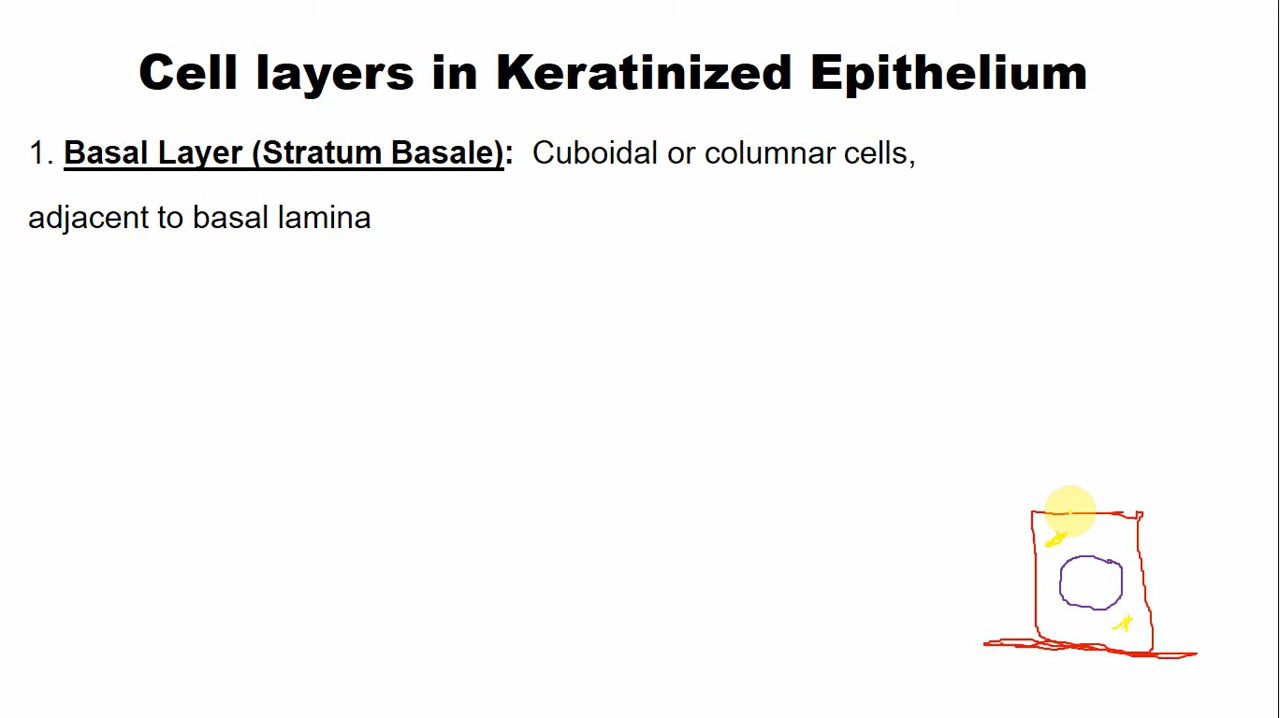 Cell layers in Keratinized Epithelium
1. Basal Layer (Stratum Basale): Cuboidal or columnar cells,
adjacent to basal lamina